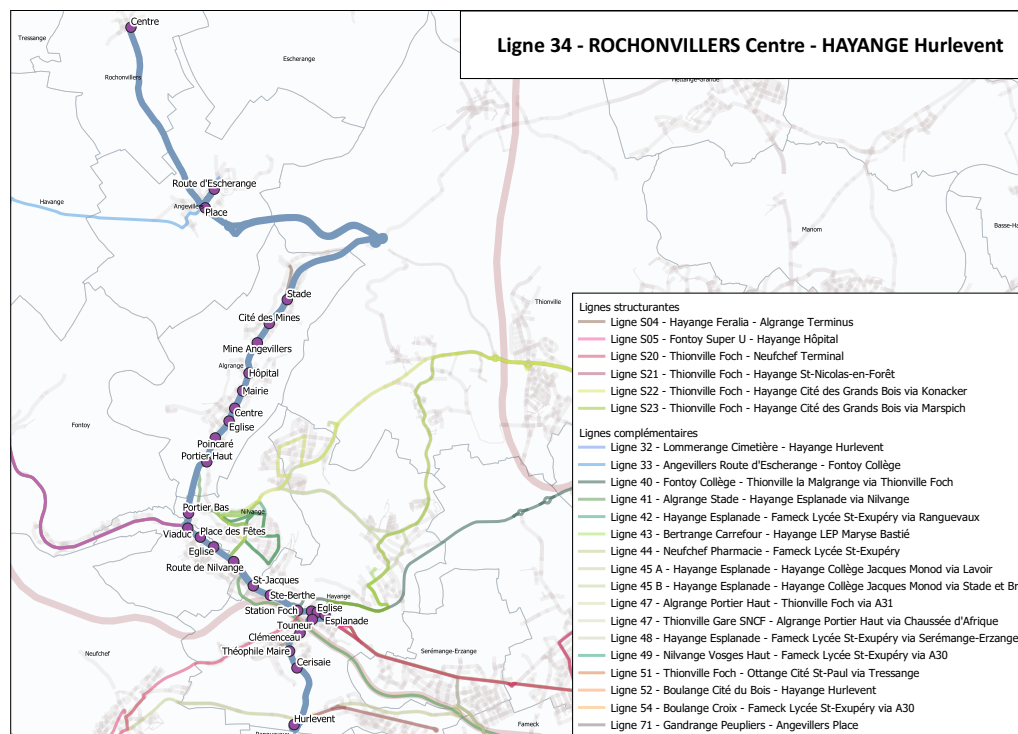 Ligne 34 - ROCHONVILLERS Centre - HAYANGE Hurlevent
Centre
Tressange
Escherange
Rochonvillers
Hettange-Grande
Route d'Escherange
Havange
Angevillers
Place
Manom
Basse-Ha
Stade
Thionville
Cité des Mines
Mine Angevillers
Algrange
Hôpital
Mairie
Centre
Eglise
Fontoy
Poincaré
Portier Haut
Portier Bas
Nilvange
Viaduc
Place des Fêtes
Eglise
Route de Nilvange
St-Jacques
Ste-Berthe
Hayange
Station Foch
Eglise
Esplanade
Touneur
Clémenceau
Théophile Maire
Neufchef
Serémange-Erzange
Cerisaie
Hurlevent
Fameck
Lignes structurantes
Ligne S04 - Hayange Feralia - Algrange Terminus
Ligne S05 - Fontoy Super U - Hayange Hôpital
Ligne S20 - Thionville Foch - Neufchef Terminal
Ligne S21 - Thionville Foch - Hayange St-Nicolas-en-Forêt
Ligne S22 - Thionville Foch - Hayange Cité des Grands Bois via Konacker
Ligne S23 - Thionville Foch - Hayange Cité des Grands Bois via Marspich
Lignes complémentaires
Ligne 32 - Lommerange Cimetière - Hayange Hurlevent
Ligne 33 - Angevillers Route d'Escherange - Fontoy Collège
Ligne 40 - Fontoy Collège - Thionville la Malgrange via Thionville Foch
Ligne 41 - Algrange Stade - Hayange Esplanade via Nilvange
Ligne 42 - Hayange Esplanade - Fameck Lycée St-Exupéry via Ranguevaux
Ligne 43 - Bertrange Carrefour - Hayange LEP Maryse Bastié
Ligne 44 - Neufchef Pharmacie - Fameck Lycée St-Exupéry
Ligne 45 A - Hayange Esplanade - Hayange Collège Jacques Monod via Lavoir
Ligne 45 B - Hayange Esplanade - Hayange Collège Jacques Monod via Stade et Br
Ligne 47 - Algrange Portier Haut - Thionville Foch via A31
Ligne 47 - Thionville Gare SNCF - Algrange Portier Haut via Chaussée d'Afrique
Ligne 48 - Hayange Esplanade - Fameck Lycée St-Exupéry via Serémange-Erzange
Ligne 49 - Nilvange Vosges Haut - Fameck Lycée St-Exupéry via A30
Ligne 51 - Thionville Foch - Ottange Cité St-Paul via Tressange
Ligne 52 - Boulange Cité du Bois - Hayange Hurlevent
Ligne 54 - Boulange Croix - Fameck Lycée St-Exupéry via A30
Ligne 71 - Gandrange Peupliers - Angevillers Place